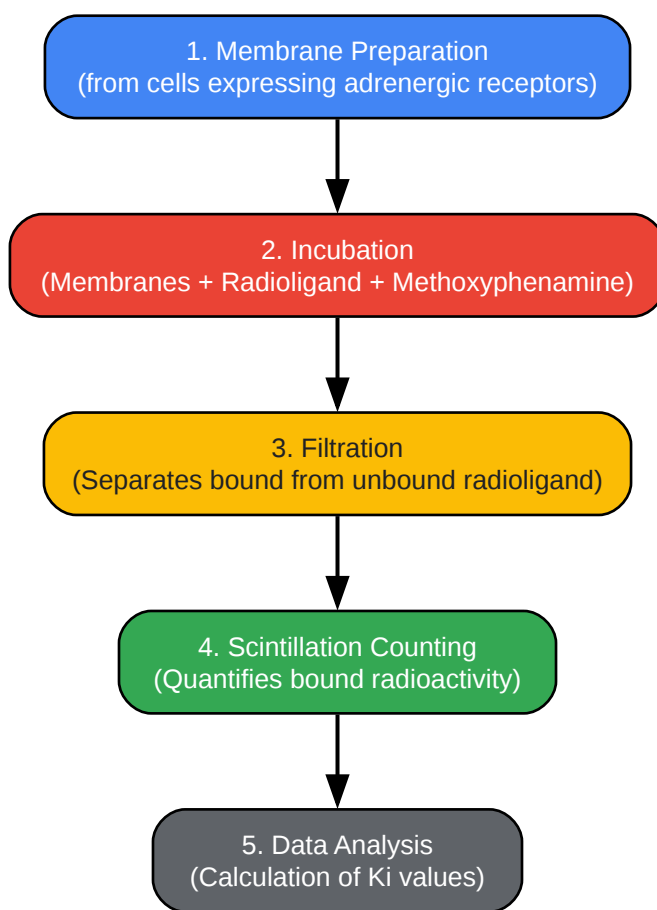 1. Membrane Preparation
(from cells expressing adrenergic receptors)
2. Incubation
(Membranes + Radioligand + Methoxyphenamine)
3. Filtration
(Separates bound from unbound radioligand)
4. Scintillation Counting
(Quantifies bound radioactivity)
5. Data Analysis
(Calculation of Ki values)